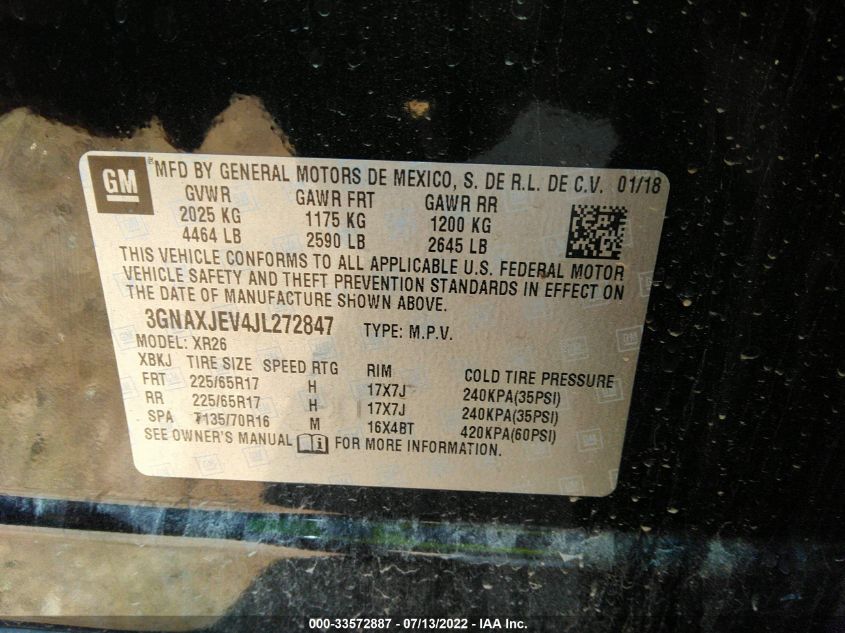 GM
® MFD BY GENERAL MOTORS DE MEXICO, S. DE R.L. DE C.V. 01/18
GVWR GAWR FRT GAWR RR
2025 KG 1175 KG 1200 KG
4464 LB 2590 LB 2645 LB
THIS VEHICLE CONFORMS TO ALL APPLICABLE U.S. FEDERAL MOTOR
VEHICLE SAFETY AND THEFT PREVENTION STANDARDS IN EFFECT ON
THE DATE OF MANUFACTURE SHOWN ABOVE.
3GNAXJEV4JL272847 TYPE: M.P.V.
MODEL: XR26
XBKJ TIRE SIZE SPEED RTG RIM COLD TIRE PRESSURE
FRT 225/65R17 H 17X7J 240KPA(35PSI)
RR 225/65R17 H 17X7J 240KPA(35PSI)
SPA T135/70R16 M 16X4BT 420KPA(60PSI)
SEE OWNER'S MANUAL FOR MORE INFORMATION.
000-33572887 - 07/13/2022 - IAA Inc.